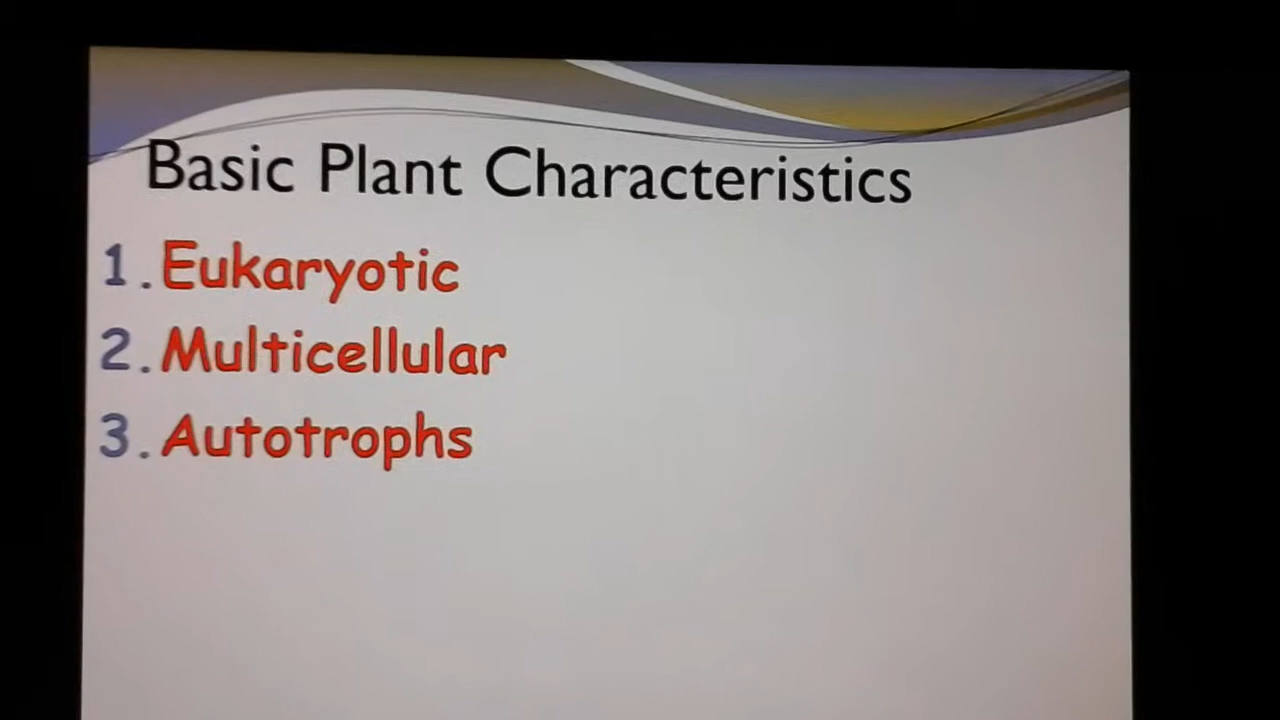 Basic Plant Characteristics
1. Eukaryotic
2. Multicellular
3. Autotrophs